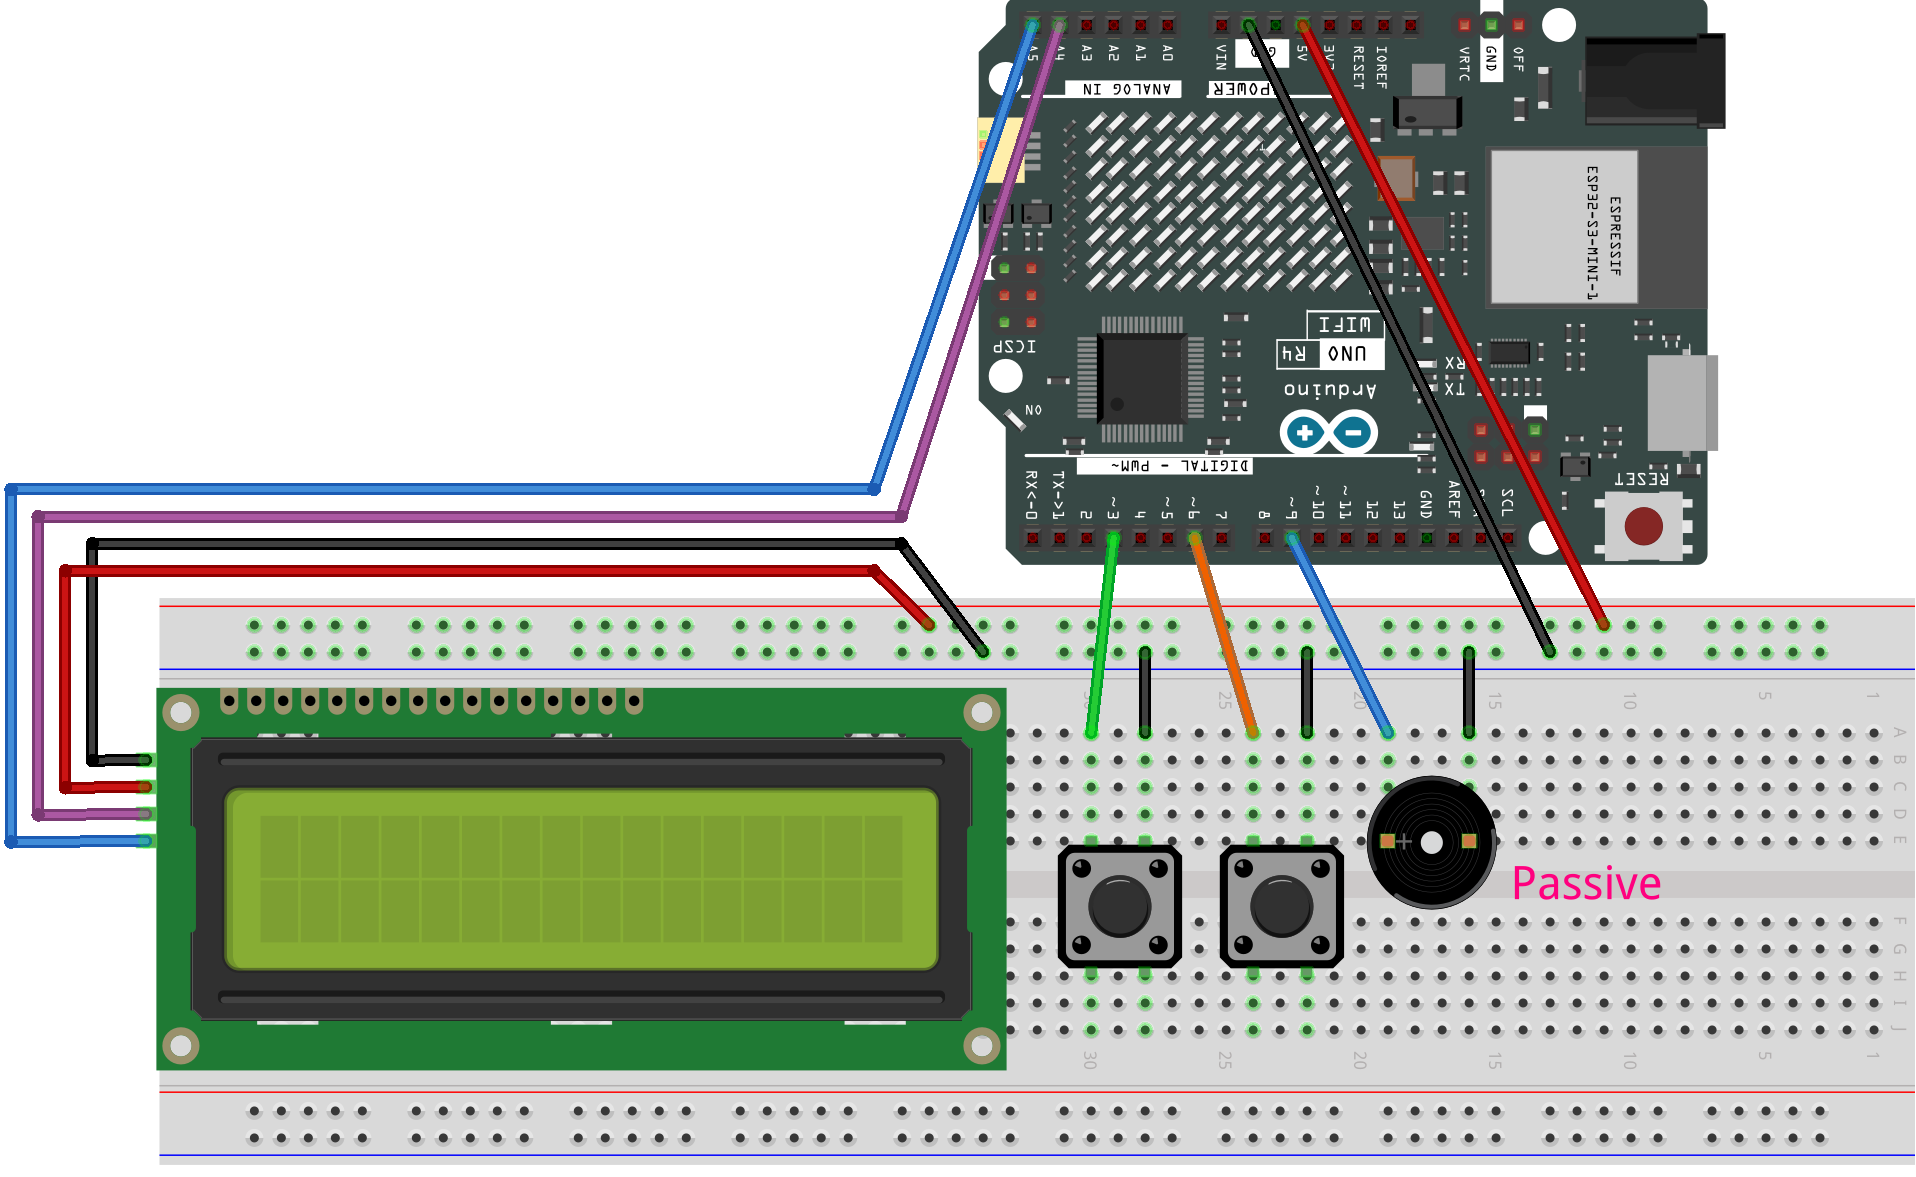 A5 A4 A3 A2 A1 A0 VIN 5V RESET IOREF VRTC GND OFF
ANALOG IN POWER
ESPRESSIF
ESP32-S3-MINI-1
ICSP
WIFI
UNO R4
Arduino
RX
TX
ON
DIGITAL - PWM~
RESET
RX<-0 TX->1 2 ~3 4 ~5 ~6 7 8 ~9 ~10 ~11 12 13 GND AREF SCL
30 25 20 15 10 5 1
A
B
C
D
E
Passive
F
G
H
I
J
30 25 20 15 10 5 1